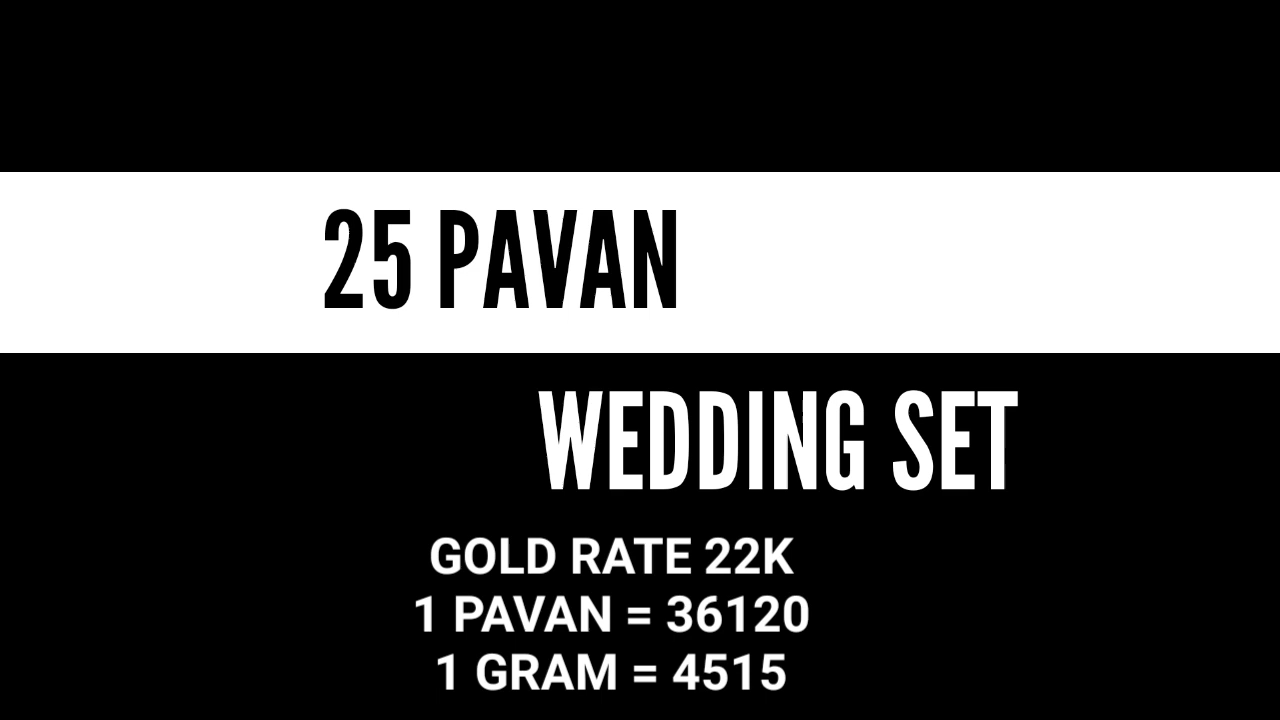 25 PAVAN
WEDDING SET
GOLD RATE 22K
1 PAVAN = 36120
1 GRAM = 4515